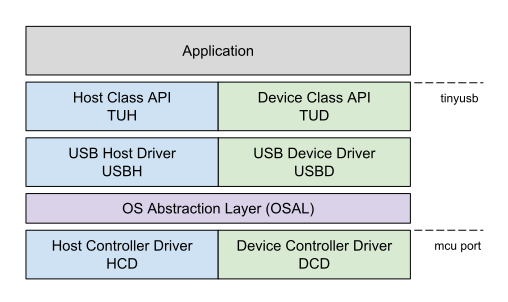 Application
Host Class API
TUH
Device Class API
TUD
tinyusb
USB Host Driver
USBH
USB Device Driver
USBD
OS Abstraction Layer (OSAL)
Host Controller Driver
HCD
Device Controller Driver
DCD
mcu port